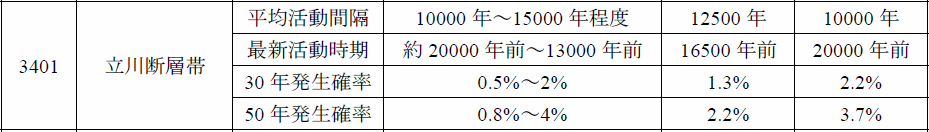 3401 立川断層帯 平均活動間隔 10000 年～15000 年程度 12500 年 10000 年
最新活動時期 約 20000 年前～13000 年前 16500 年前 20000 年前
30 年発生確率 0.5%～2% 1.3% 2.2%
50 年発生確率 0.8%～4% 2.2% 3.7%